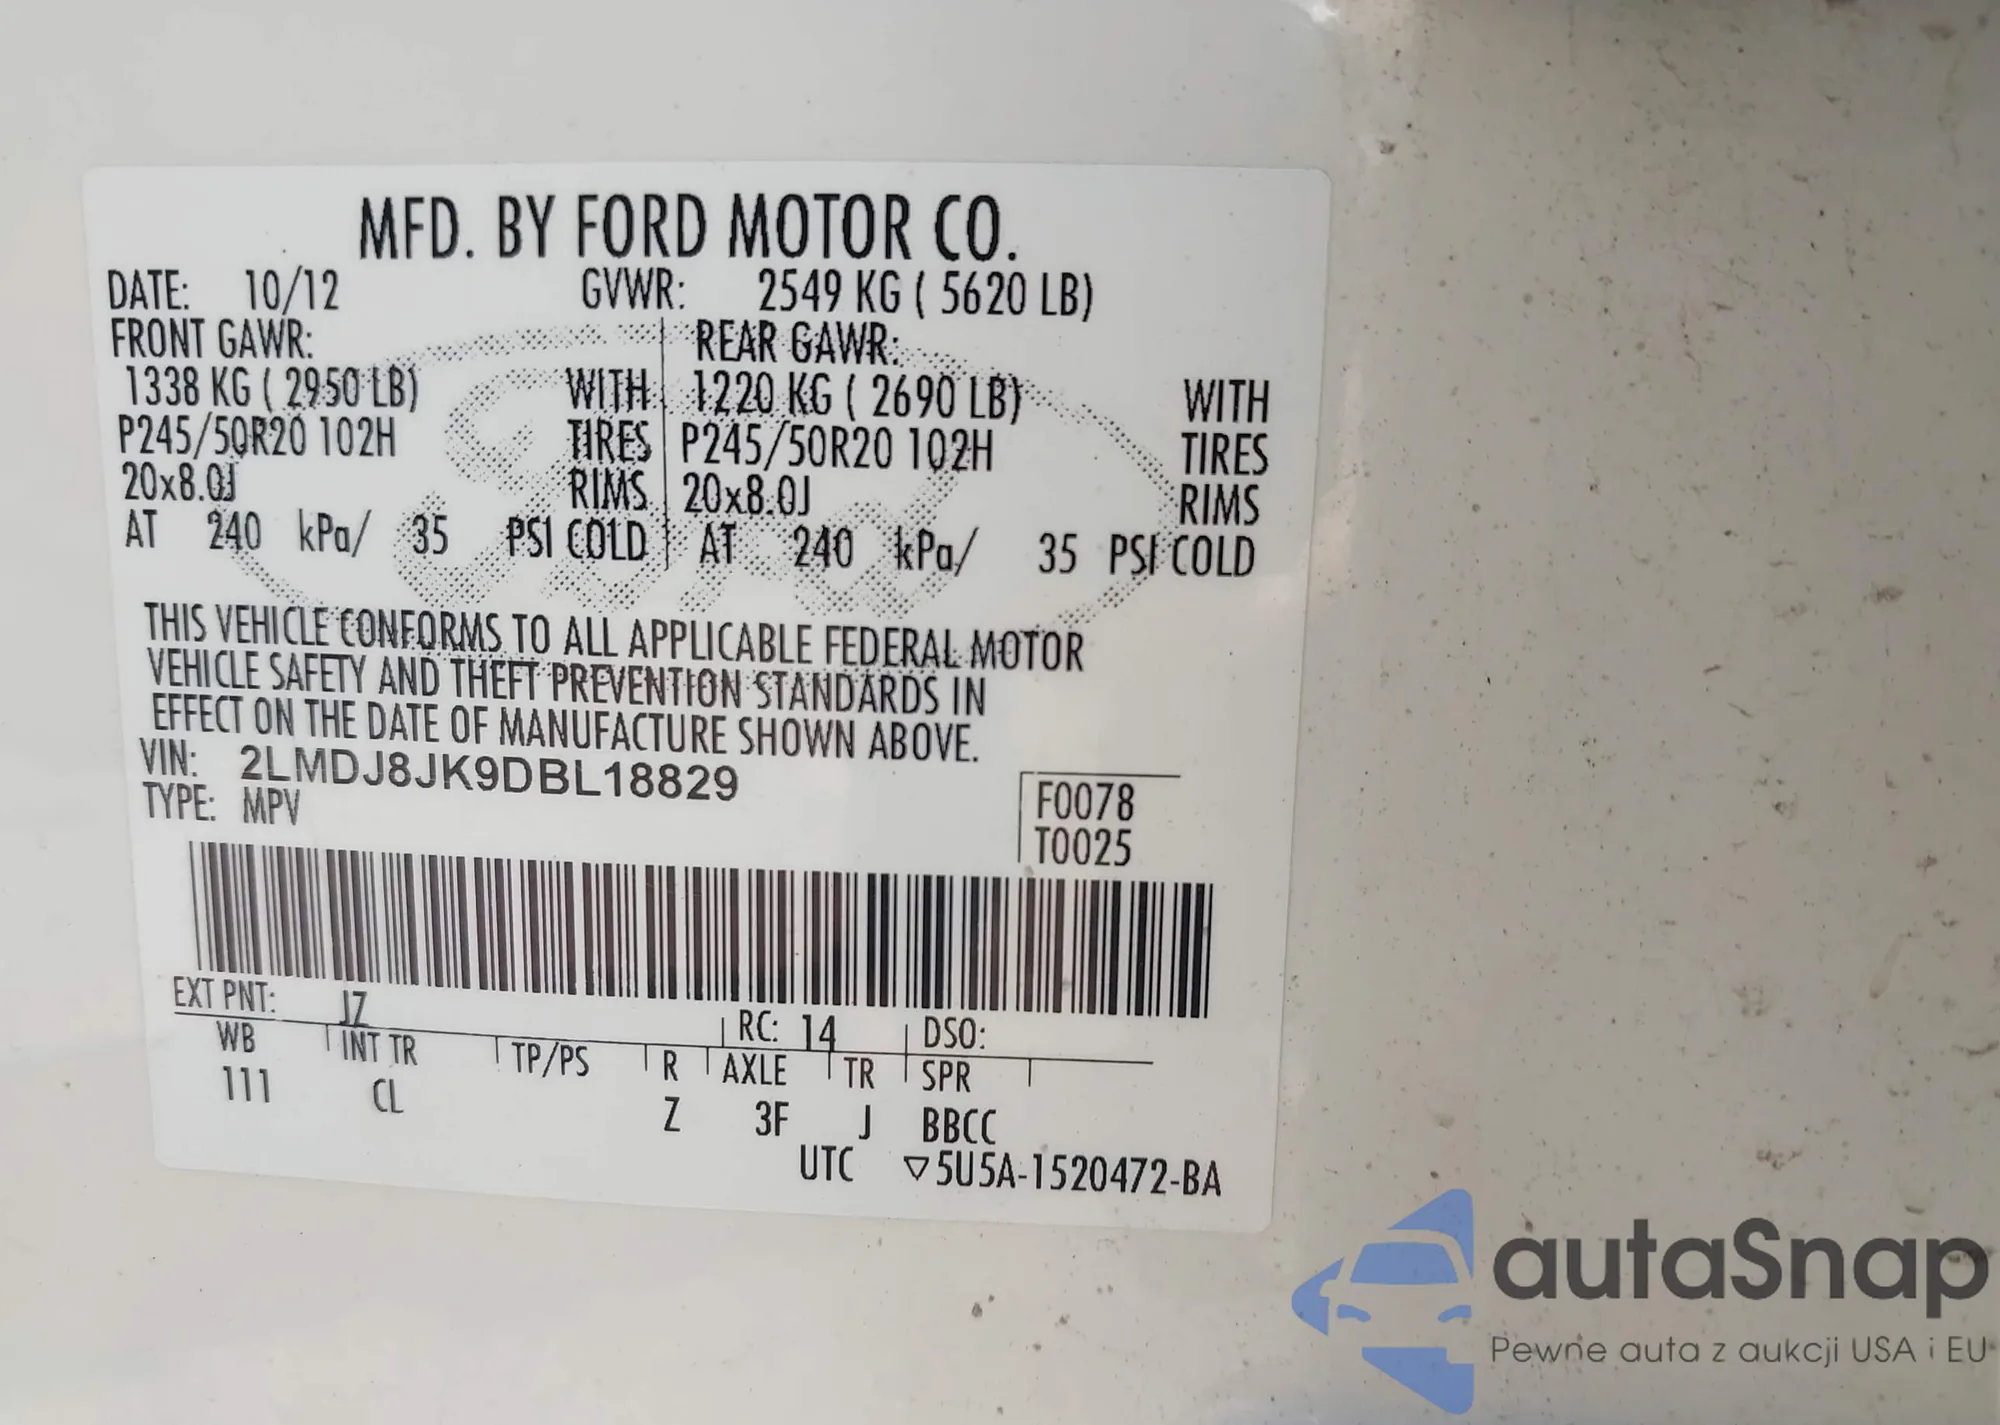 MFD. BY FORD MOTOR CO.
DATE: 10/12 GVWR: 2549 KG ( 5620 LB)
FRONT GAWR: REAR GAWR:
1338 KG ( 2950 LB) WITH 1220 KG ( 2690 LB) WITH
P245/50R20 102H TIRES P245/50R20 102H TIRES
20x8.0J RIMS 20x8.0J RIMS
AT 240 kPa/ 35 PSI COLD AT 240 kPa/ 35 PSI COLD
THIS VEHICLE CONFORMS TO ALL APPLICABLE FEDERAL MOTOR
VEHICLE SAFETY AND THEFT PREVENTION STANDARDS IN
EFFECT ON THE DATE OF MANUFACTURE SHOWN ABOVE.
VIN: 2LMDJ8JK9DBL18829
TYPE: MPV
F0078
T0025
EXT PNT: JZ RC: 14 DSO:
WB INT TR TP/PS R AXLE TR SPR
111 CL Z 3F J BBCC
UTC ▽5U5A-1520472-BA
autaSnap
Pewne auta z aukcji USA i EU